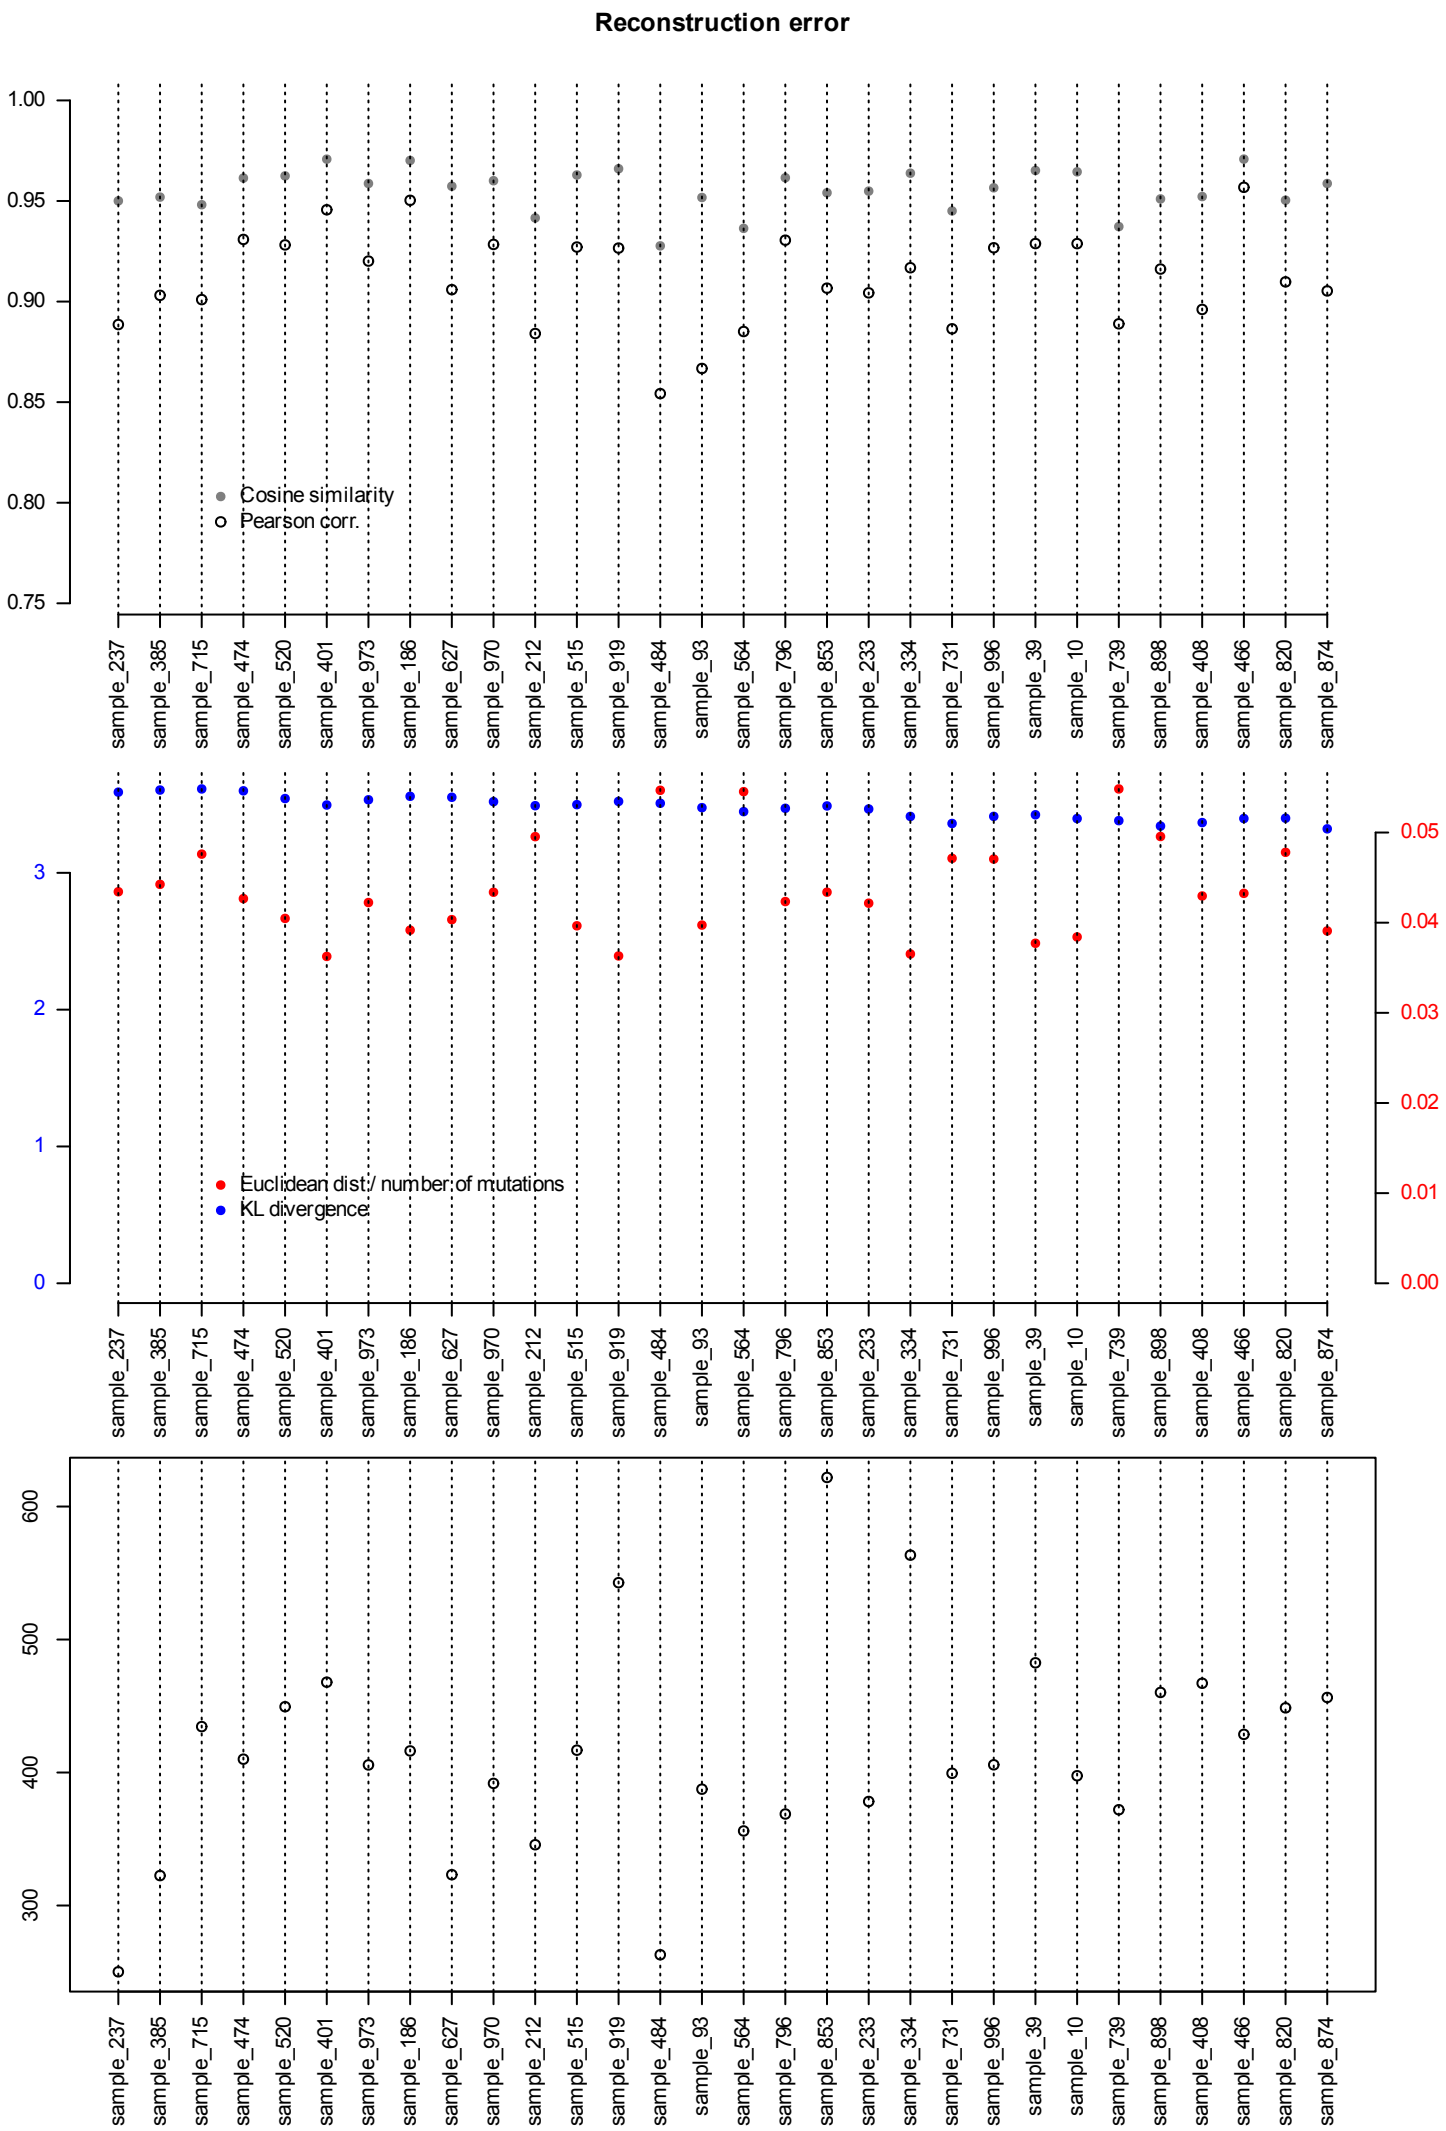 Reconstruction error
1.00
0.95
0.90
0.85
0.80
0.75
Cosine similarity
Pearson corr.
sample_237
sample_385
sample_715
sample_474
sample_520
sample_401
sample_973
sample_186
sample_627
sample_970
sample_212
sample_515
sample_919
sample_484
sample_93
sample_564
sample_796
sample_853
sample_233
sample_334
sample_731
sample_996
sample_39
sample_10
sample_739
sample_898
sample_408
sample_466
sample_820
sample_874
3
2
1
0
0.05
0.04
0.03
0.02
0.01
0.00
Euclidean dist./ number of mutations
KL divergence
sample_237
sample_385
sample_715
sample_474
sample_520
sample_401
sample_973
sample_186
sample_627
sample_970
sample_212
sample_515
sample_919
sample_484
sample_93
sample_564
sample_796
sample_853
sample_233
sample_334
sample_731
sample_996
sample_39
sample_10
sample_739
sample_898
sample_408
sample_466
sample_820
sample_874
600
500
400
300
sample_237
sample_385
sample_715
sample_474
sample_520
sample_401
sample_973
sample_186
sample_627
sample_970
sample_212
sample_515
sample_919
sample_484
sample_93
sample_564
sample_796
sample_853
sample_233
sample_334
sample_731
sample_996
sample_39
sample_10
sample_739
sample_898
sample_408
sample_466
sample_820
sample_874